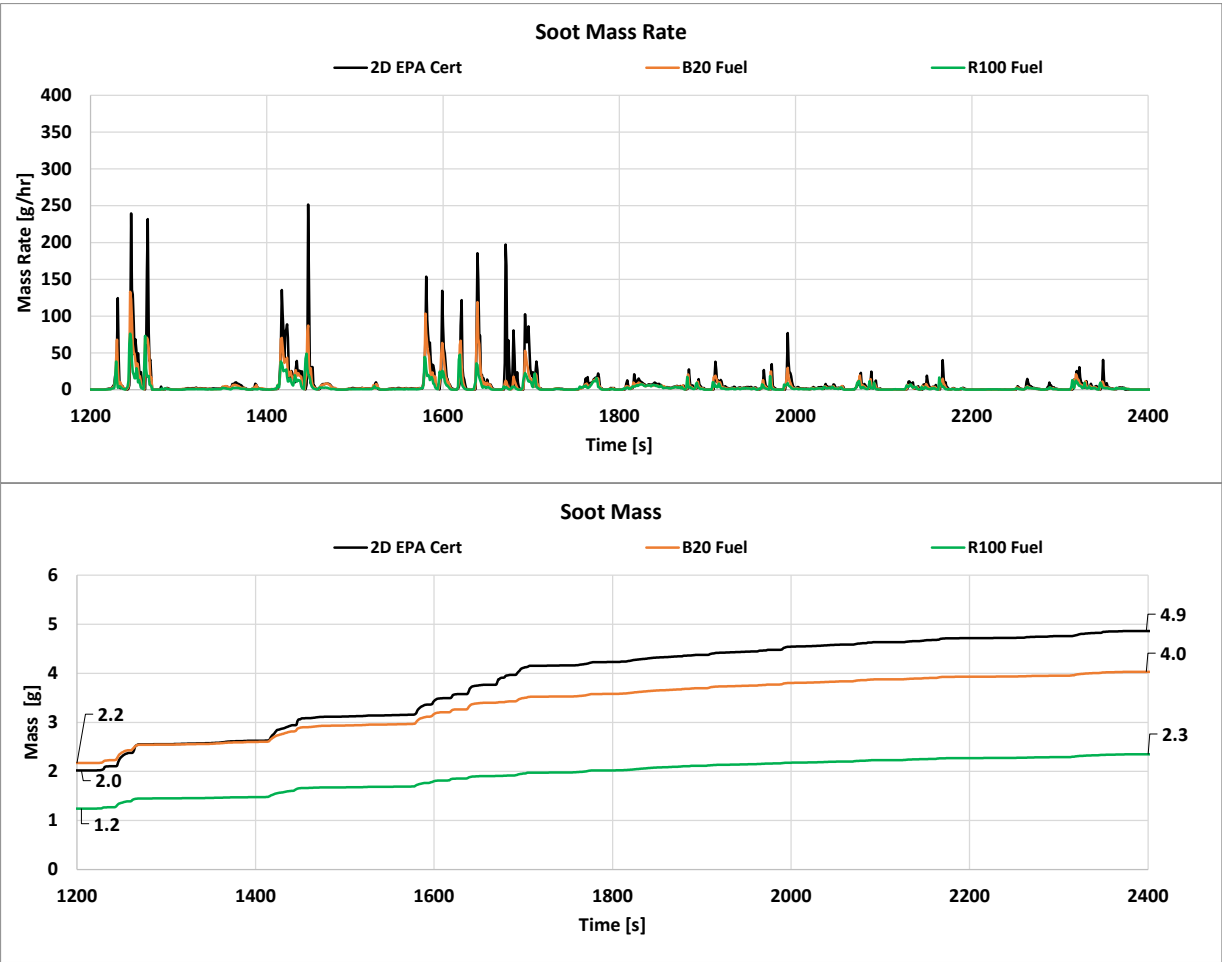 Soot Mass Rate
2D EPA Cert B20 Fuel R100 Fuel
Mass Rate [g/hr]
400
350
300
250
200
150
100
50
0
1200 1400 1600 1800 2000 2200 2400
Time [s]
Soot Mass
2D EPA Cert B20 Fuel R100 Fuel
Mass [g]
6
5
4
3
2
1
0
2.2
2.0
1.2
4.9
4.0
2.3
1200 1400 1600 1800 2000 2200 2400
Time [s]